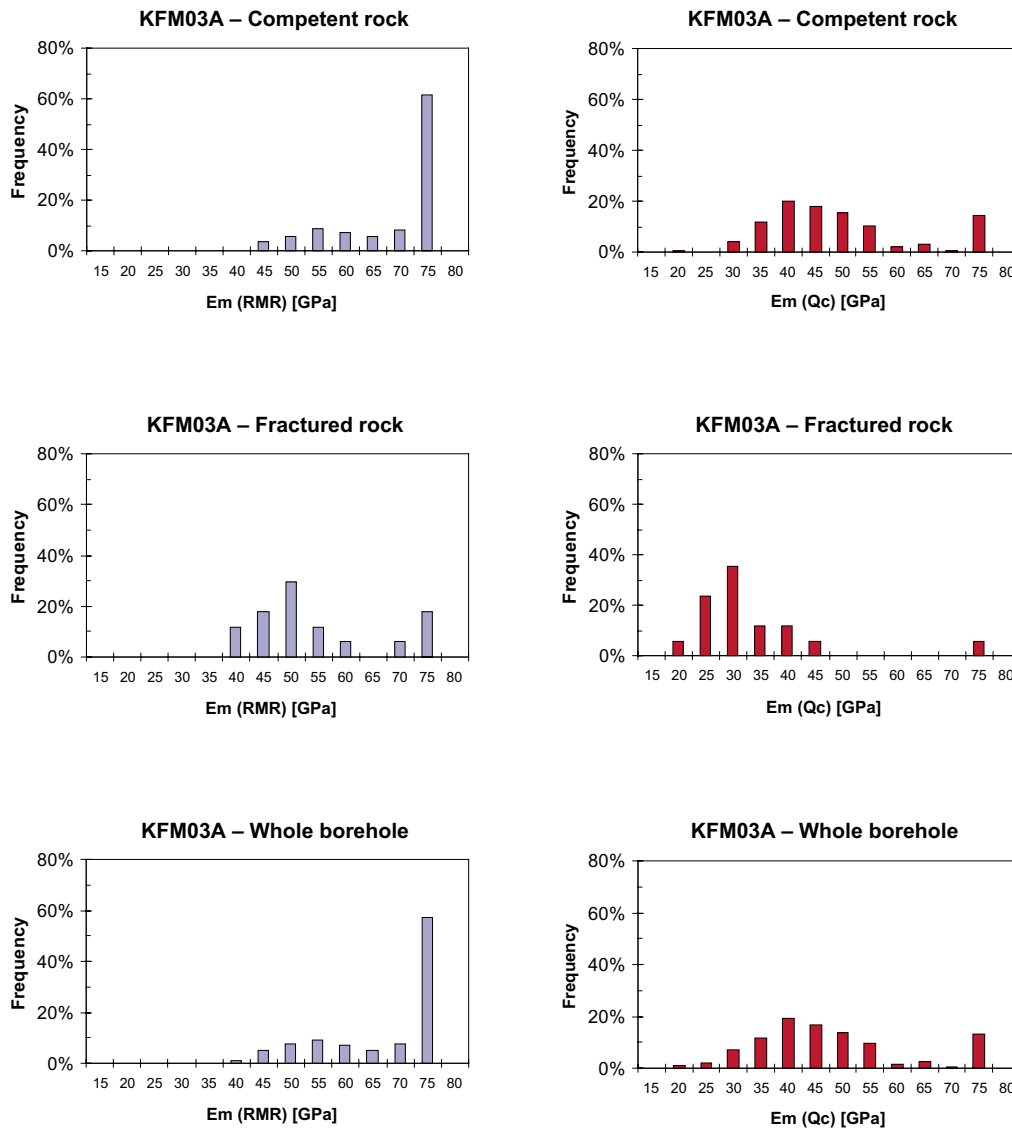 KFM03A – Competent rock
80%
60%
40%
20%
0%
Frequency
15 20 25 30 35 40 45 50 55 60 65 70 75 80
Em (RMR) [GPa]
KFM03A – Competent rock
80%
60%
40%
20%
0%
Frequency
15 20 25 30 35 40 45 50 55 60 65 70 75 80
Em (Qc) [GPa]
KFM03A – Fractured rock
80%
60%
40%
20%
0%
Frequency
15 20 25 30 35 40 45 50 55 60 65 70 75 80
Em (RMR) [GPa]
KFM03A – Fractured rock
80%
60%
40%
20%
0%
Frequency
15 20 25 30 35 40 45 50 55 60 65 70 75 80
Em (Qc) [GPa]
KFM03A – Whole borehole
80%
60%
40%
20%
0%
Frequency
15 20 25 30 35 40 45 50 55 60 65 70 75 80
Em (RMR) [GPa]
KFM03A – Whole borehole
80%
60%
40%
20%
0%
Frequency
15 20 25 30 35 40 45 50 55 60 65 70 75 80
Em (Qc) [GPa]